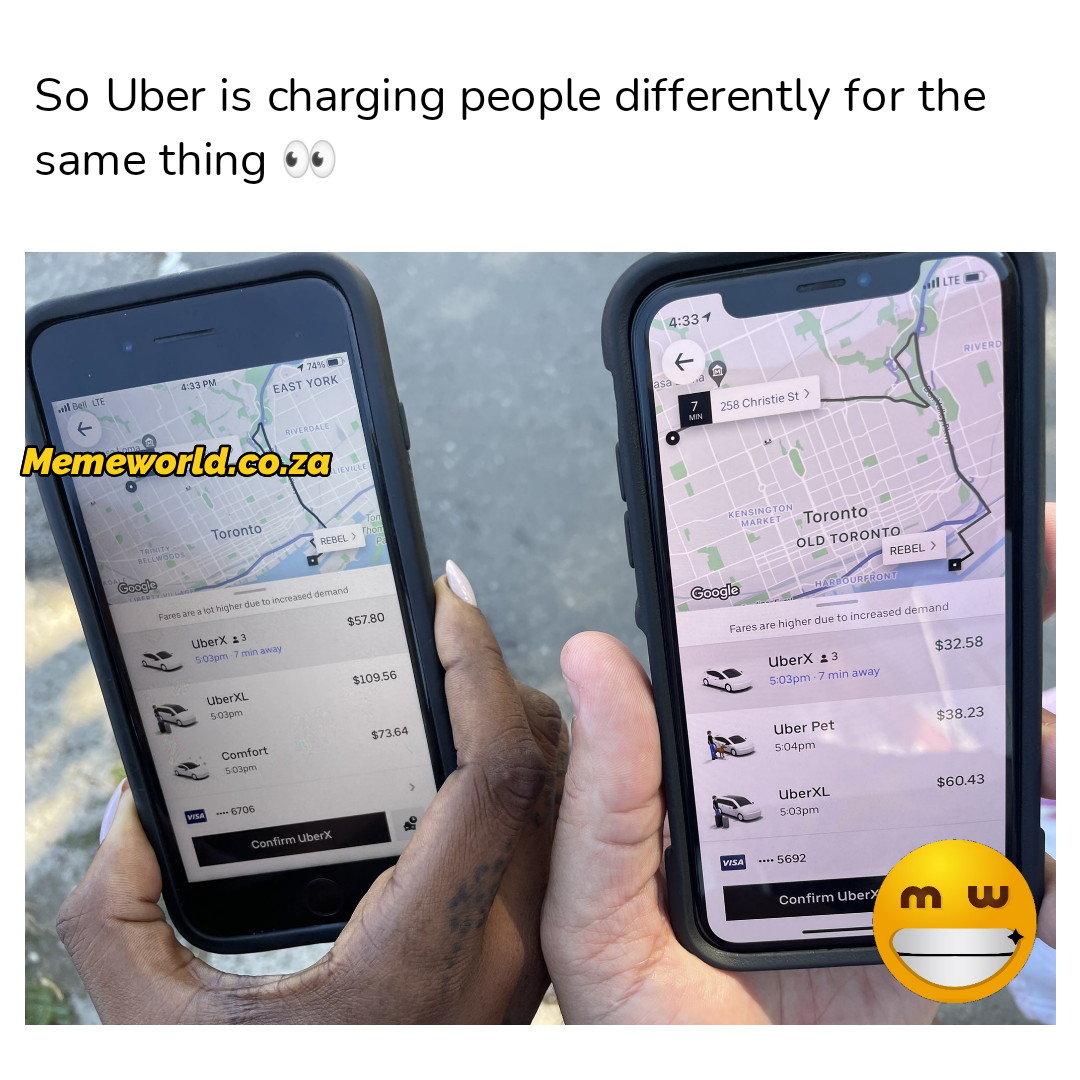 So Uber is charging people differently for the
same thing 👀
Memeworld.co.za
Bell LTE
4:33 PM
74%
EAST YORK
RIVERDALE
Toronto
TRINITY
BELLWOODS
REBEL >
Google
Fares are a lot higher due to increased demand
UberX 3
$57.80
5:03pm · 7 min away
UberXL
$109.56
5:03pm
Comfort
$73.64
5:03pm
VISA •••• 6706
Confirm UberX
4:33
LTE
RIVERD
7
MIN
258 Christie St >
KENSINGTON
MARKET
Toronto
OLD TORONTO
REBEL >
HARBOURFRONT
Google
Fares are higher due to increased demand
UberX 3
$32.58
5:03pm · 7 min away
Uber Pet
$38.23
5:04pm
UberXL
$60.43
5:03pm
VISA •••• 5692
Confirm UberX
m w